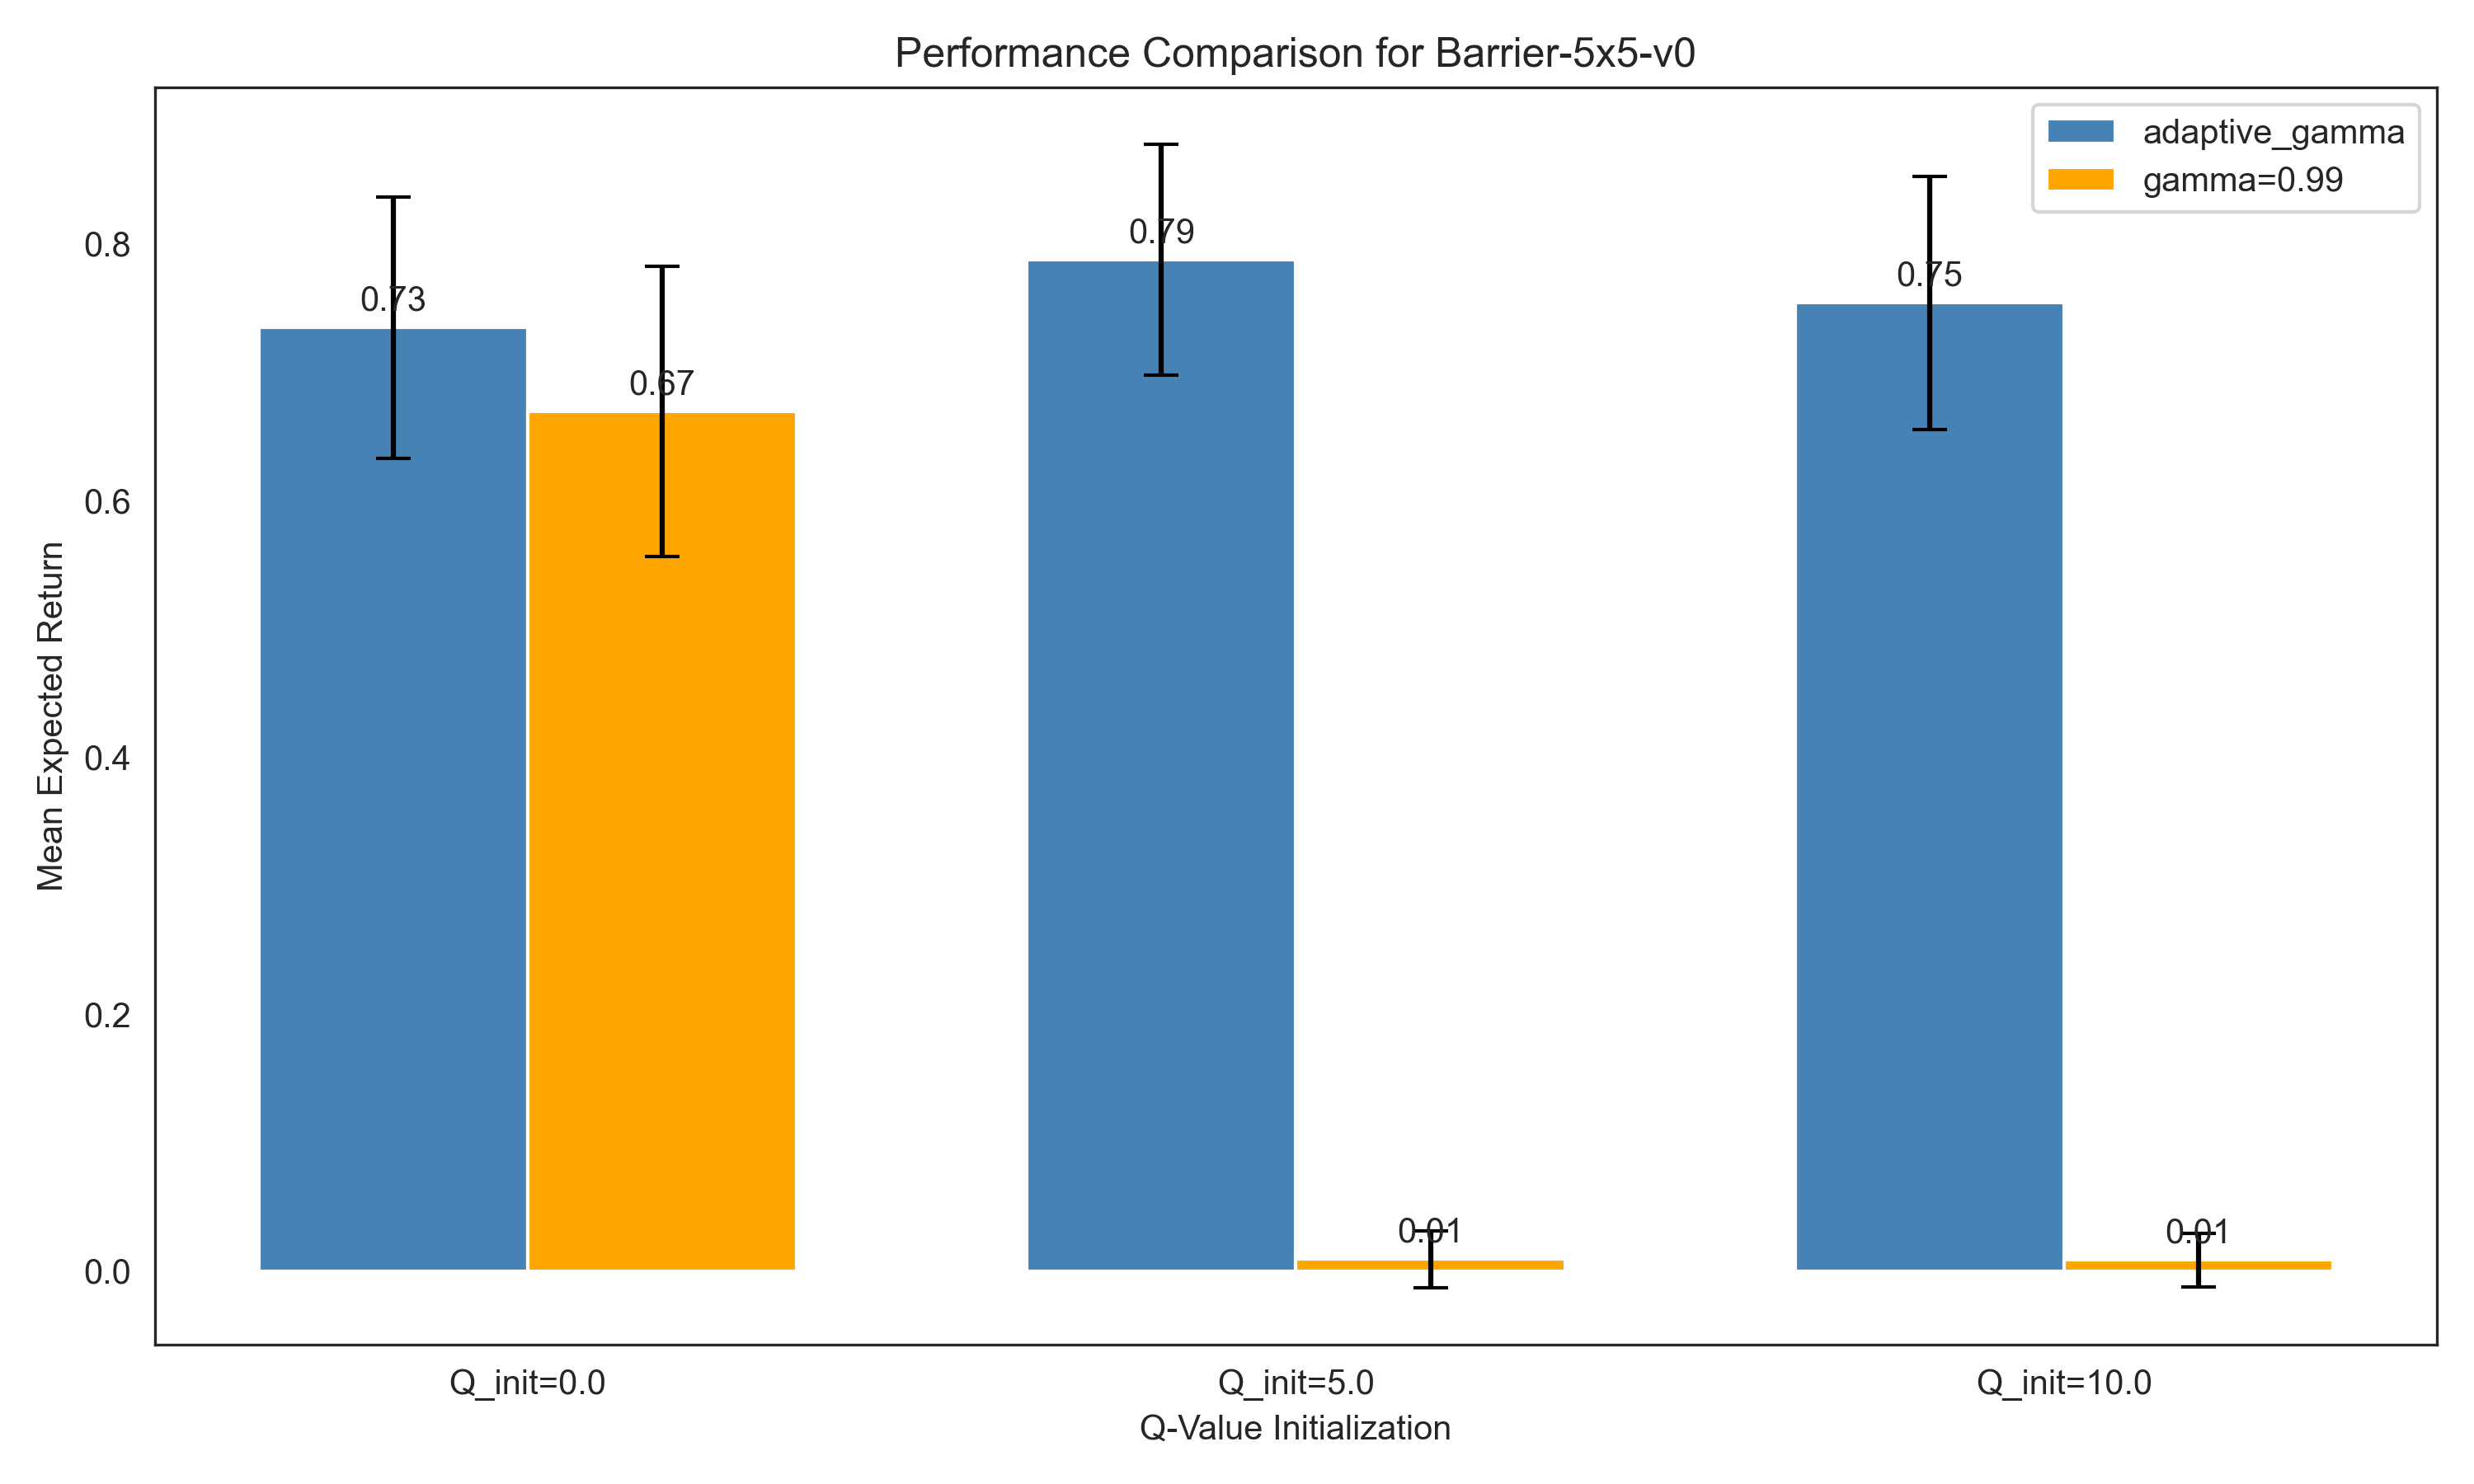 Performance Comparison for Barrier-5x5-v0
adaptive_gamma
gamma=0.99
0.73
0.67
0.79
0.01
0.75
0.01
Mean Expected Return
0.8
0.6
0.4
0.2
0.0
Q_init=0.0
Q_init=5.0
Q_init=10.0
Q-Value Initialization